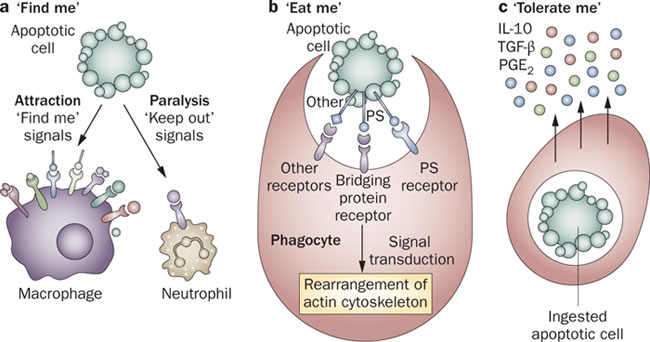 a 'Find me'
Apoptotic
cell
Attraction
'Find me'
signals
Paralysis
'Keep out'
signals
Macrophage
Neutrophil
b 'Eat me'
Apoptotic
cell
Other
PS
Other
receptors
Bridging
protein
receptor
PS
receptor
Phagocyte
Signal
transduction
Rearrangement of
actin cytoskeleton
c 'Tolerate me'
IL-10
TGF-β
PGE₂
Ingested
apoptotic cell